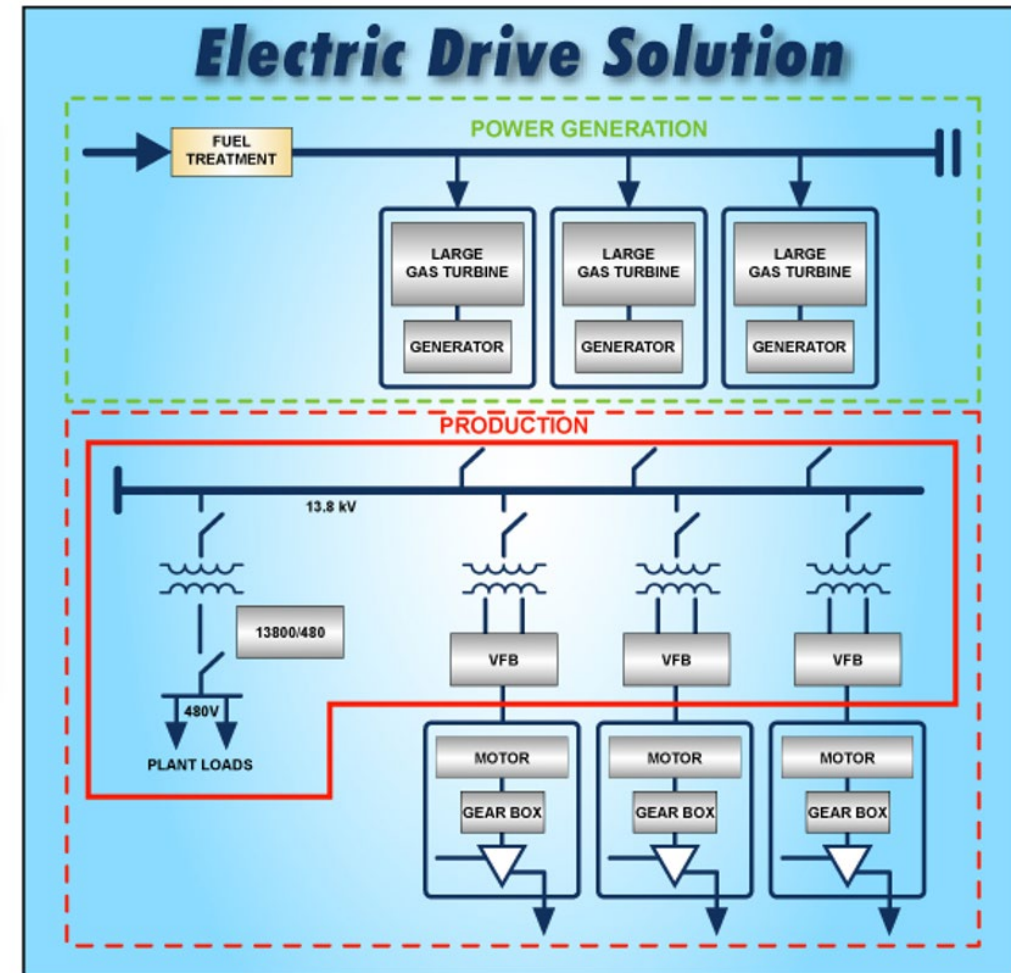 Electric Drive Solution
POWER GENERATION
FUEL
TREATMENT
LARGE
GAS TURBINE
LARGE
GAS TURBINE
LARGE
GAS TURBINE
GENERATOR
GENERATOR
GENERATOR
PRODUCTION
13.8 kV
13800/480
VFB
VFB
VFB
480V
PLANT LOADS
MOTOR
MOTOR
MOTOR
GEAR BOX
GEAR BOX
GEAR BOX